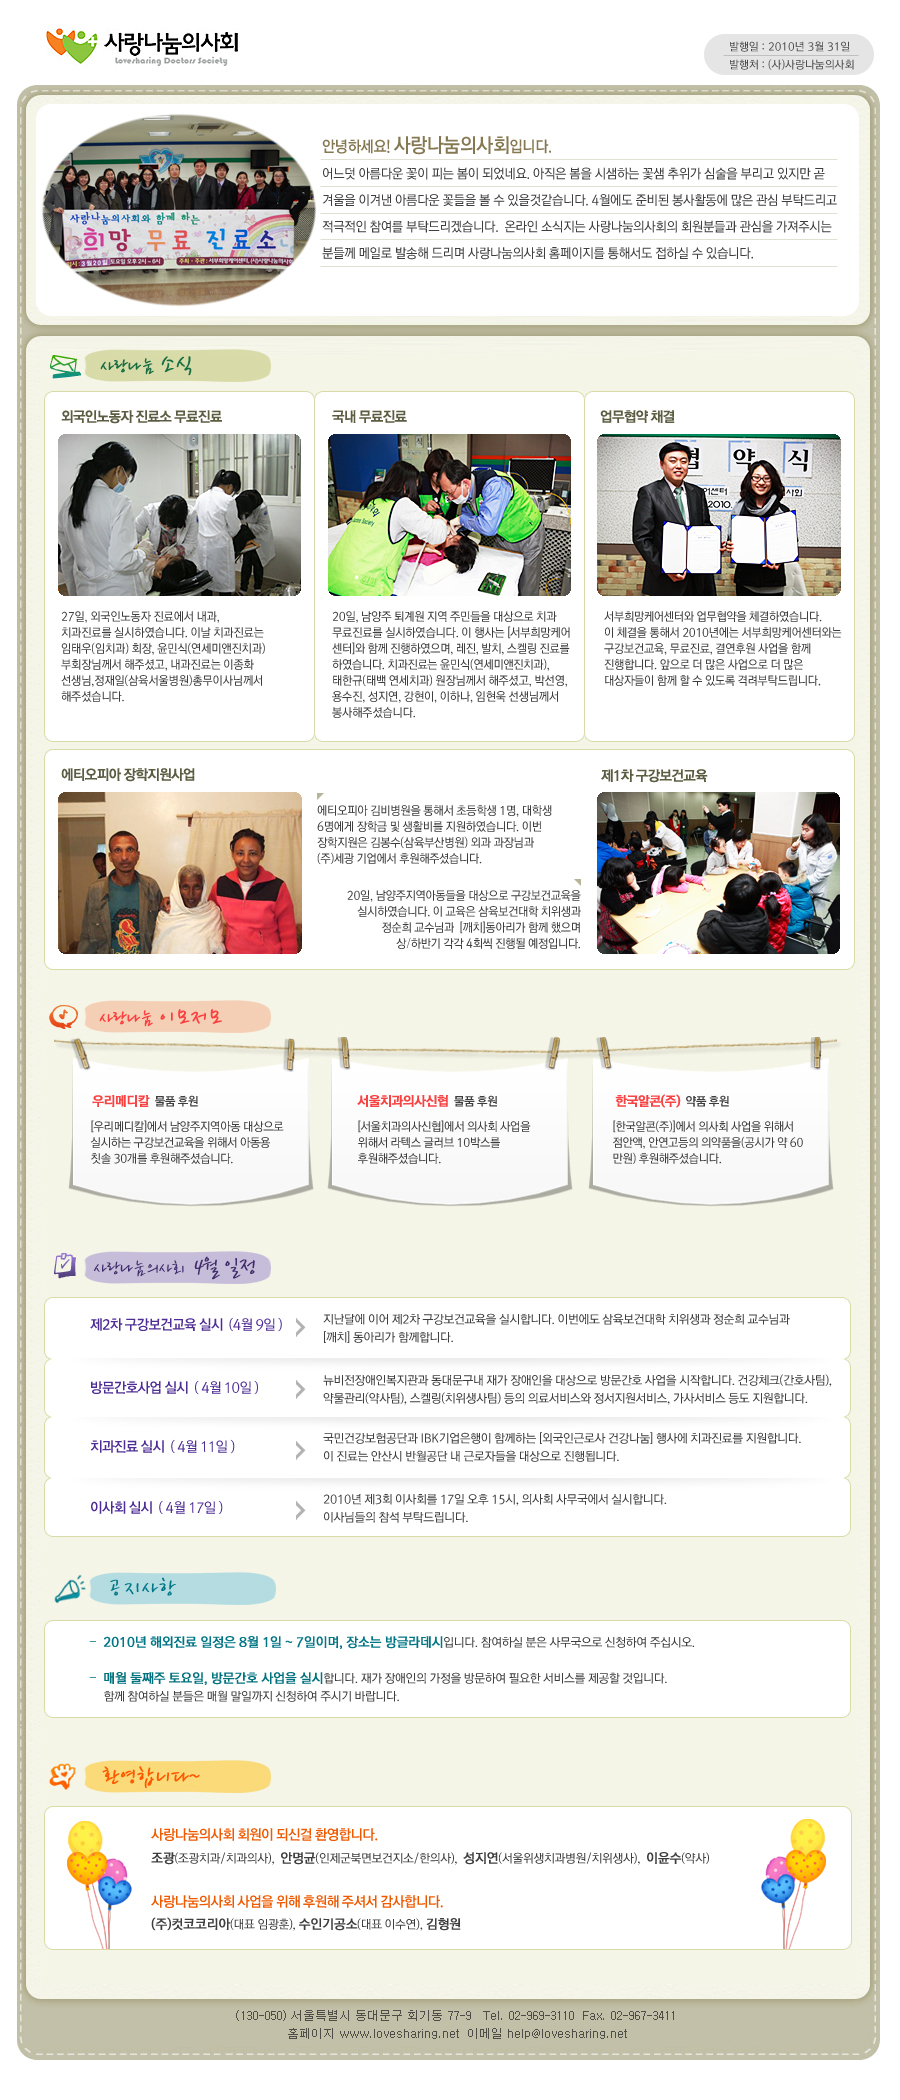 사랑나눔의사회
Lovesharing Doctors Society
발행일 : 2010년 3월 31일
발행처 : (사)사랑나눔의사회
안녕하세요! 사랑나눔의사회입니다.
어느덧 아름다운 꽃이 피는 봄이 되었네요. 아직은 봄을 시샘하는 꽃샘 추위가 심술을 부리고 있지만 곧
겨울을 이겨낸 아름다운 꽃들을 볼 수 있을것같습니다. 4월에도 준비된 봉사활동에 많은 관심 부탁드리고
적극적인 참여를 부탁드리겠습니다. 온라인 소식지는 사랑나눔의사회의 회원분들과 관심을 가져주시는
분들께 메일로 발송해 드리며 사랑나눔의사회 홈페이지를 통해서도 접하실 수 있습니다.
사랑나눔의사회와 함께 하는
희망 무료 진료소
사랑나눔 소식
외국인노동자 진료소 무료진료
27일, 외국인노동자 진료에서 내과,
치과진료를 실시하였습니다. 이날 치과진료는
임태우(임치과) 회장, 윤민식(연세미앤진치과)
부회장님께서 해주셨고, 내과진료는 이종화
선생님,정재일(삼육서울병원)총무이사님께서
해주셨습니다.
국내 무료진료
20일, 남양주 퇴계원 지역 주민들을 대상으로 치과
무료진료를 실시하였습니다. 이 행사는 [서부희망케어
센터]와 함께 진행하였으며, 레진, 발치, 스켈링 진료를
하였습니다. 치과진료는 윤민식(연세미앤진치과),
태한규(태백 연세치과) 원장님께서 해주셨고, 박선영,
용수진, 성지연, 강현이, 이하나, 임현욱 선생님께서
봉사해주셨습니다.
업무협약 채결
협 약 식
2010.
서부희망케어센터와 업무협약을 체결하였습니다.
이 체결을 통해서 2010년에는 서부희망케어센터와는
구강보건교육, 무료진료, 결연후원 사업을 함께
진행합니다. 앞으로 더 많은 사업으로 더 많은
대상자들이 함께 할 수 있도록 격려부탁드립니다.
에티오피아 장학지원사업
에티오피아 김비병원을 통해서 초등학생 1명, 대학생
6명에게 장학금 및 생활비를 지원하였습니다. 이번
장학지원은 김봉수(삼육부산병원) 외과 과장님과
(주)세광 기업에서 후원해주셨습니다.
제1차 구강보건교육
20일, 남양주지역아동들을 대상으로 구강보건교육을
실시하였습니다. 이 교육은 삼육보건대학 치위생과
정순희 교수님과 [깨치]동아리가 함께 했으며
상/하반기 각각 4회씩 진행될 예정입니다.
사랑나눔 이모저모
우리메디칼 물품 후원
[우리메디칼]에서 남양주지역아동 대상으로
실시하는 구강보건교육을 위해서 아동용
칫솔 30개를 후원해주셨습니다.
서울치과의사신협 물품 후원
[서울치과의사신협]에서 의사회 사업을
위해서 라텍스 글러브 10박스를
후원해주셨습니다.
한국알콘(주) 약품 후원
[한국알콘(주)]에서 의사회 사업을 위해서
점안액, 안연고등의 의약품을(공시가 약 60
만원) 후원해주셨습니다.
사랑나눔의사회 4월 일정
제2차 구강보건교육 실시 (4월 9일 )
지난달에 이어 제2차 구강보건교육을 실시합니다. 이번에도 삼육보건대학 치위생과 정순희 교수님과
[깨치] 동아리가 함께합니다.
방문간호사업 실시 ( 4월 10일 )
뉴비전장애인복지관과 동대문구내 재가 장애인을 대상으로 방문간호 사업을 시작합니다. 건강체크(간호사팀),
약물관리(약사팀), 스켈링(치위생사팀) 등의 의료서비스와 정서지원서비스, 가사서비스 등도 지원합니다.
치과진료 실시 ( 4월 11일 )
국민건강보험공단과 IBK기업은행이 함께하는 [외국인근로사 건강나눔] 행사에 치과진료를 지원합니다.
이 진료는 안산시 반월공단 내 근로자들을 대상으로 진행됩니다.
이사회 실시 ( 4월 17일 )
2010년 제3회 이사회를 17일 오후 15시, 의사회 사무국에서 실시합니다.
이사님들의 참석 부탁드립니다.
공지사항
- 2010년 해외진료 일정은 8월 1일 ~ 7일이며, 장소는 방글라데시입니다. 참여하실 분은 사무국으로 신청하여 주십시오.
- 매월 둘째주 토요일, 방문간호 사업을 실시합니다. 재가 장애인의 가정을 방문하여 필요한 서비스를 제공할 것입니다.
함께 참여하실 분들은 매월 말일까지 신청하여 주시기 바랍니다.
환영합니다~
사랑나눔의사회 회원이 되신걸 환영합니다.
조광(조광치과/치과의사), 안명균(인제군북면보건지소/한의사), 성지연(서울위생치과병원/치위생사), 이윤수(약사)
사랑나눔의사회 사업을 위해 후원해 주셔서 감사합니다.
(주)컷코코리아(대표 임광훈), 수인기공소(대표 이수연), 김형원
(130-050) 서울특별시 동대문구 회기동 77-9 Tel. 02-969-3110 Fax. 02-967-3411
홈페이지 www.lovesharing.net 이메일 help@lovesharing.net